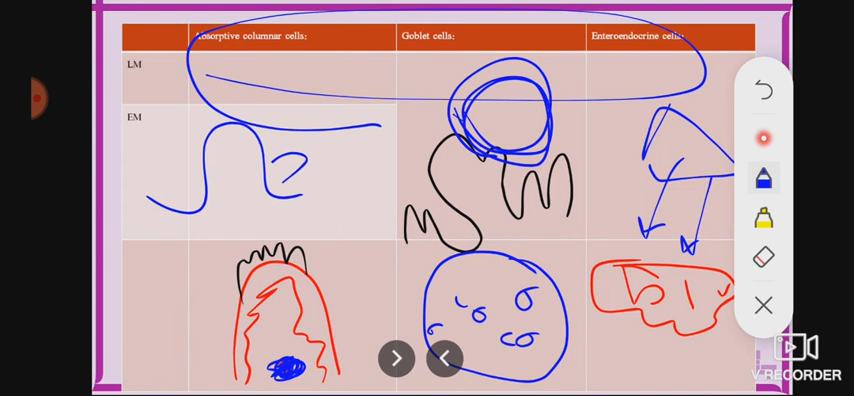 Absorptive columnar cells:
Goblet cells:
Enteroendocrine cells:
LM
EM
V RECORDER